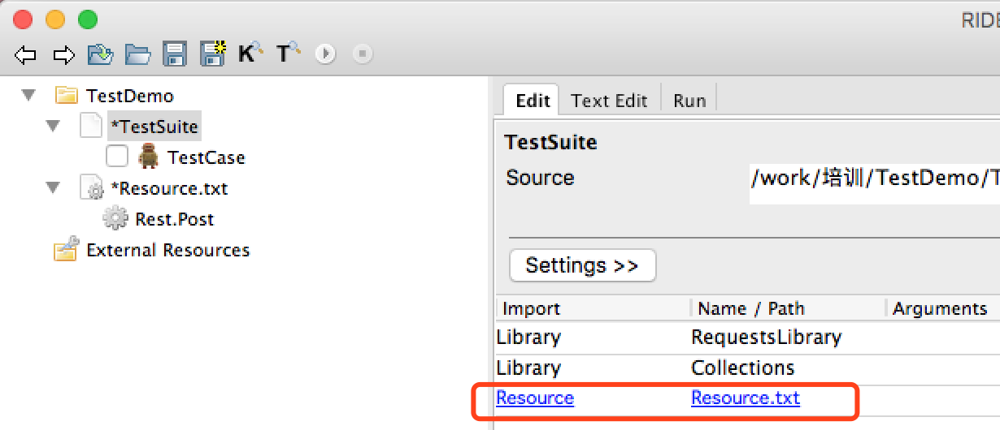 RIDE
K T
TestDemo
*TestSuite
TestCase
*Resource.txt
Rest.Post
External Resources
Edit Text Edit Run
TestSuite
Source /work/培训/TestDemo/T
Settings >>
Import Name / Path Arguments
Library RequestsLibrary
Library Collections
Resource Resource.txt